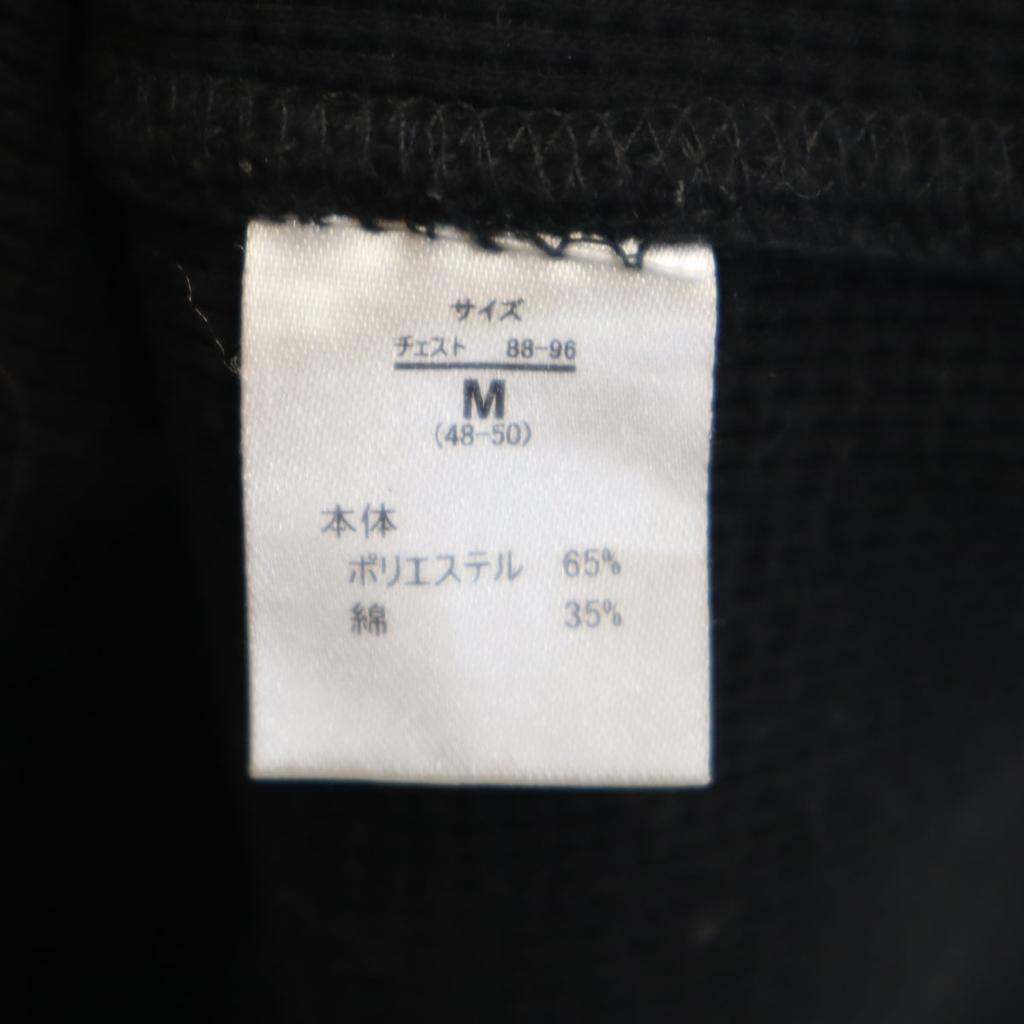 サイズ
チェスト 88-96
M
(48-50)
本体
ポリエステル 65%
綿 35%